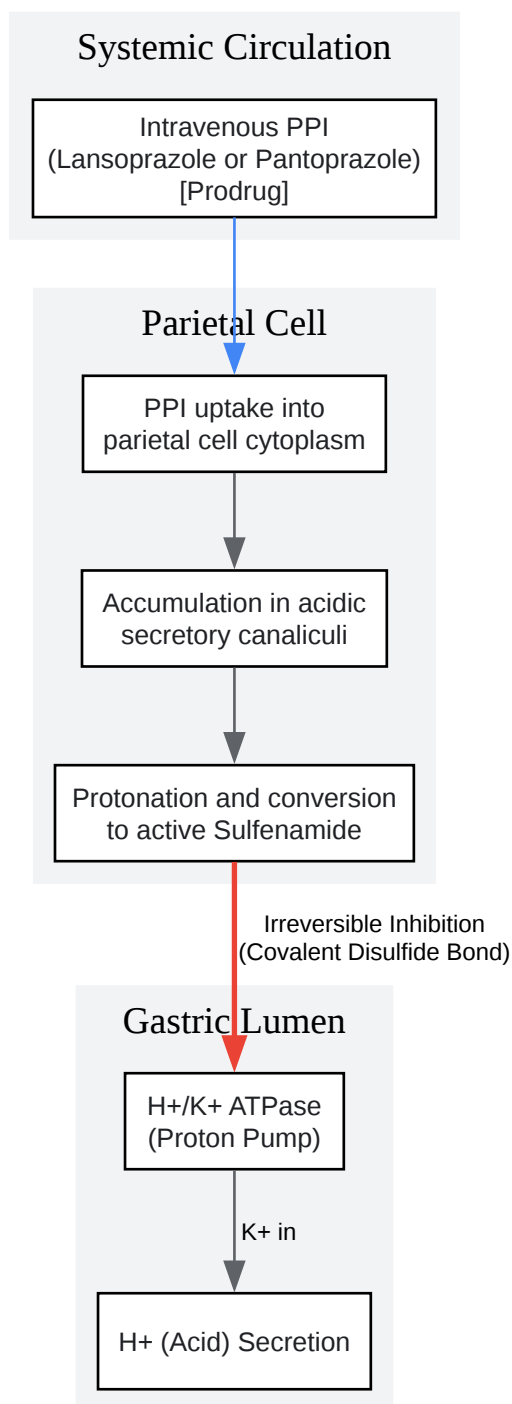 Systemic Circulation
Intravenous PPI
(Lansoprazole or Pantoprazole)
[Prodrug]
Parietal Cell
PPI uptake into
parietal cell cytoplasm
Accumulation in acidic
secretory canaliculi
Protonation and conversion
to active Sulfenamide
Irreversible Inhibition
(Covalent Disulfide Bond)
Gastric Lumen
H+/K+ ATPase
(Proton Pump)
K+ in
H+ (Acid) Secretion